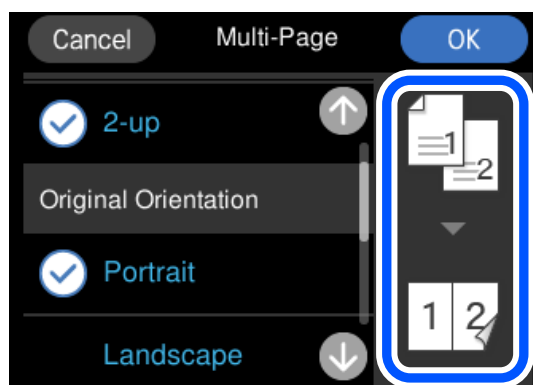 Cancel Multi-Page OK
2-up
Original Orientation
Portrait
Landscape
1
2
1 2